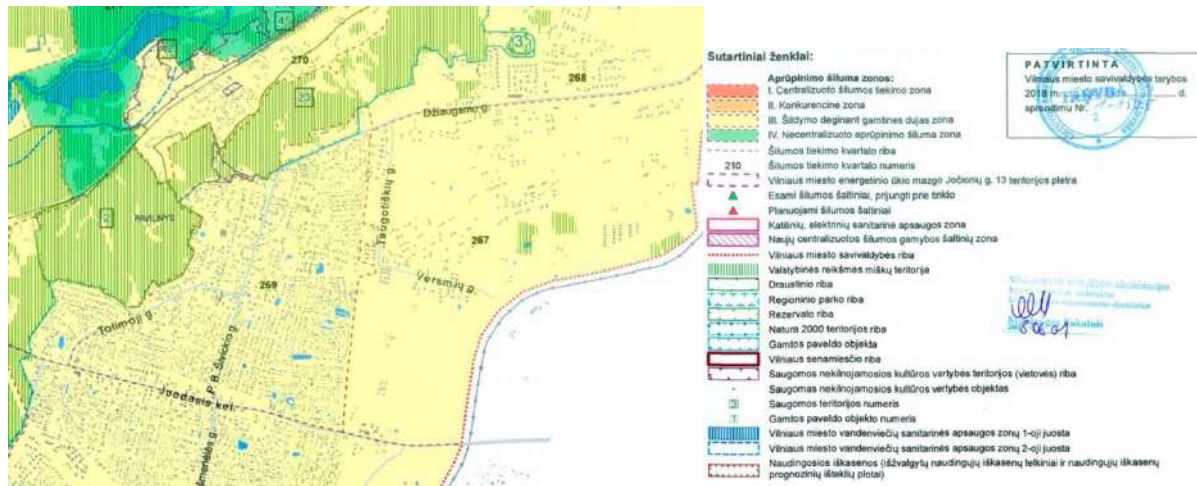 4
270
23
3
268
Džiaugsmo g.
Taugotiškių g.
2
PAVILNYS
267
Versmių g.
269
Tolimoji g.
P. B. Šivickio g.
Juodasis kel.
Sutartiniai ženklai:
Aprūpinimo šiluma zonos:
I. Centralizuoto šilumos tiekimo zona
II. Konkurencinė zona
III. Šildymo deginant gamtines dujas zona
IV. Necentralizuoto aprūpinimo šiluma zona
Šilumos tiekimo kvartalo riba
210 Šilumos tiekimo kvartalo numeris
Vilniaus miesto energetinio ūkio mazgo Jočionių g. 13 teritorijos plėtra
Esami šilumos šaltiniai, prijungti prie tinklo
Planuojami šilumos šaltiniai
Katilinių, elektrinių sanitarinė apsaugos zona
Naujų centralizuotos šilumos gamybos šaltinių zona
Vilniaus miesto savivaldybės riba
Valstybinės reikšmės miškų teritorija
Draustinio riba
Regioninio parko riba
Rezervato riba
Natura 2000 teritorijos riba
Gamtos paveldo objekta
Vilniaus senamiesčio riba
Saugomos nekilnojamosios kultūros vertybės teritorijos (vietovės) riba
Saugomas nekilnojamosios kultūros vertybės objektas
3 Saugomos teritorijos numeris
1 Gamtos paveldo objekto numeris
Vilniaus miesto vandenviečių sanitarinės apsaugos zonų 1-oji juosta
Vilniaus miesto vandenviečių sanitarinės apsaugos zonų 2-oji juosta
Naudingosios iškasenos (išžvalgytų naudingųjų iškasenų telkiniai ir naudingųjų iškasenų
prognozinių išteklių plotai)
PATVIRTINTA
Vilniaus miesto savivaldybės tarybos
2018 m. d.
sprendimu Nr.